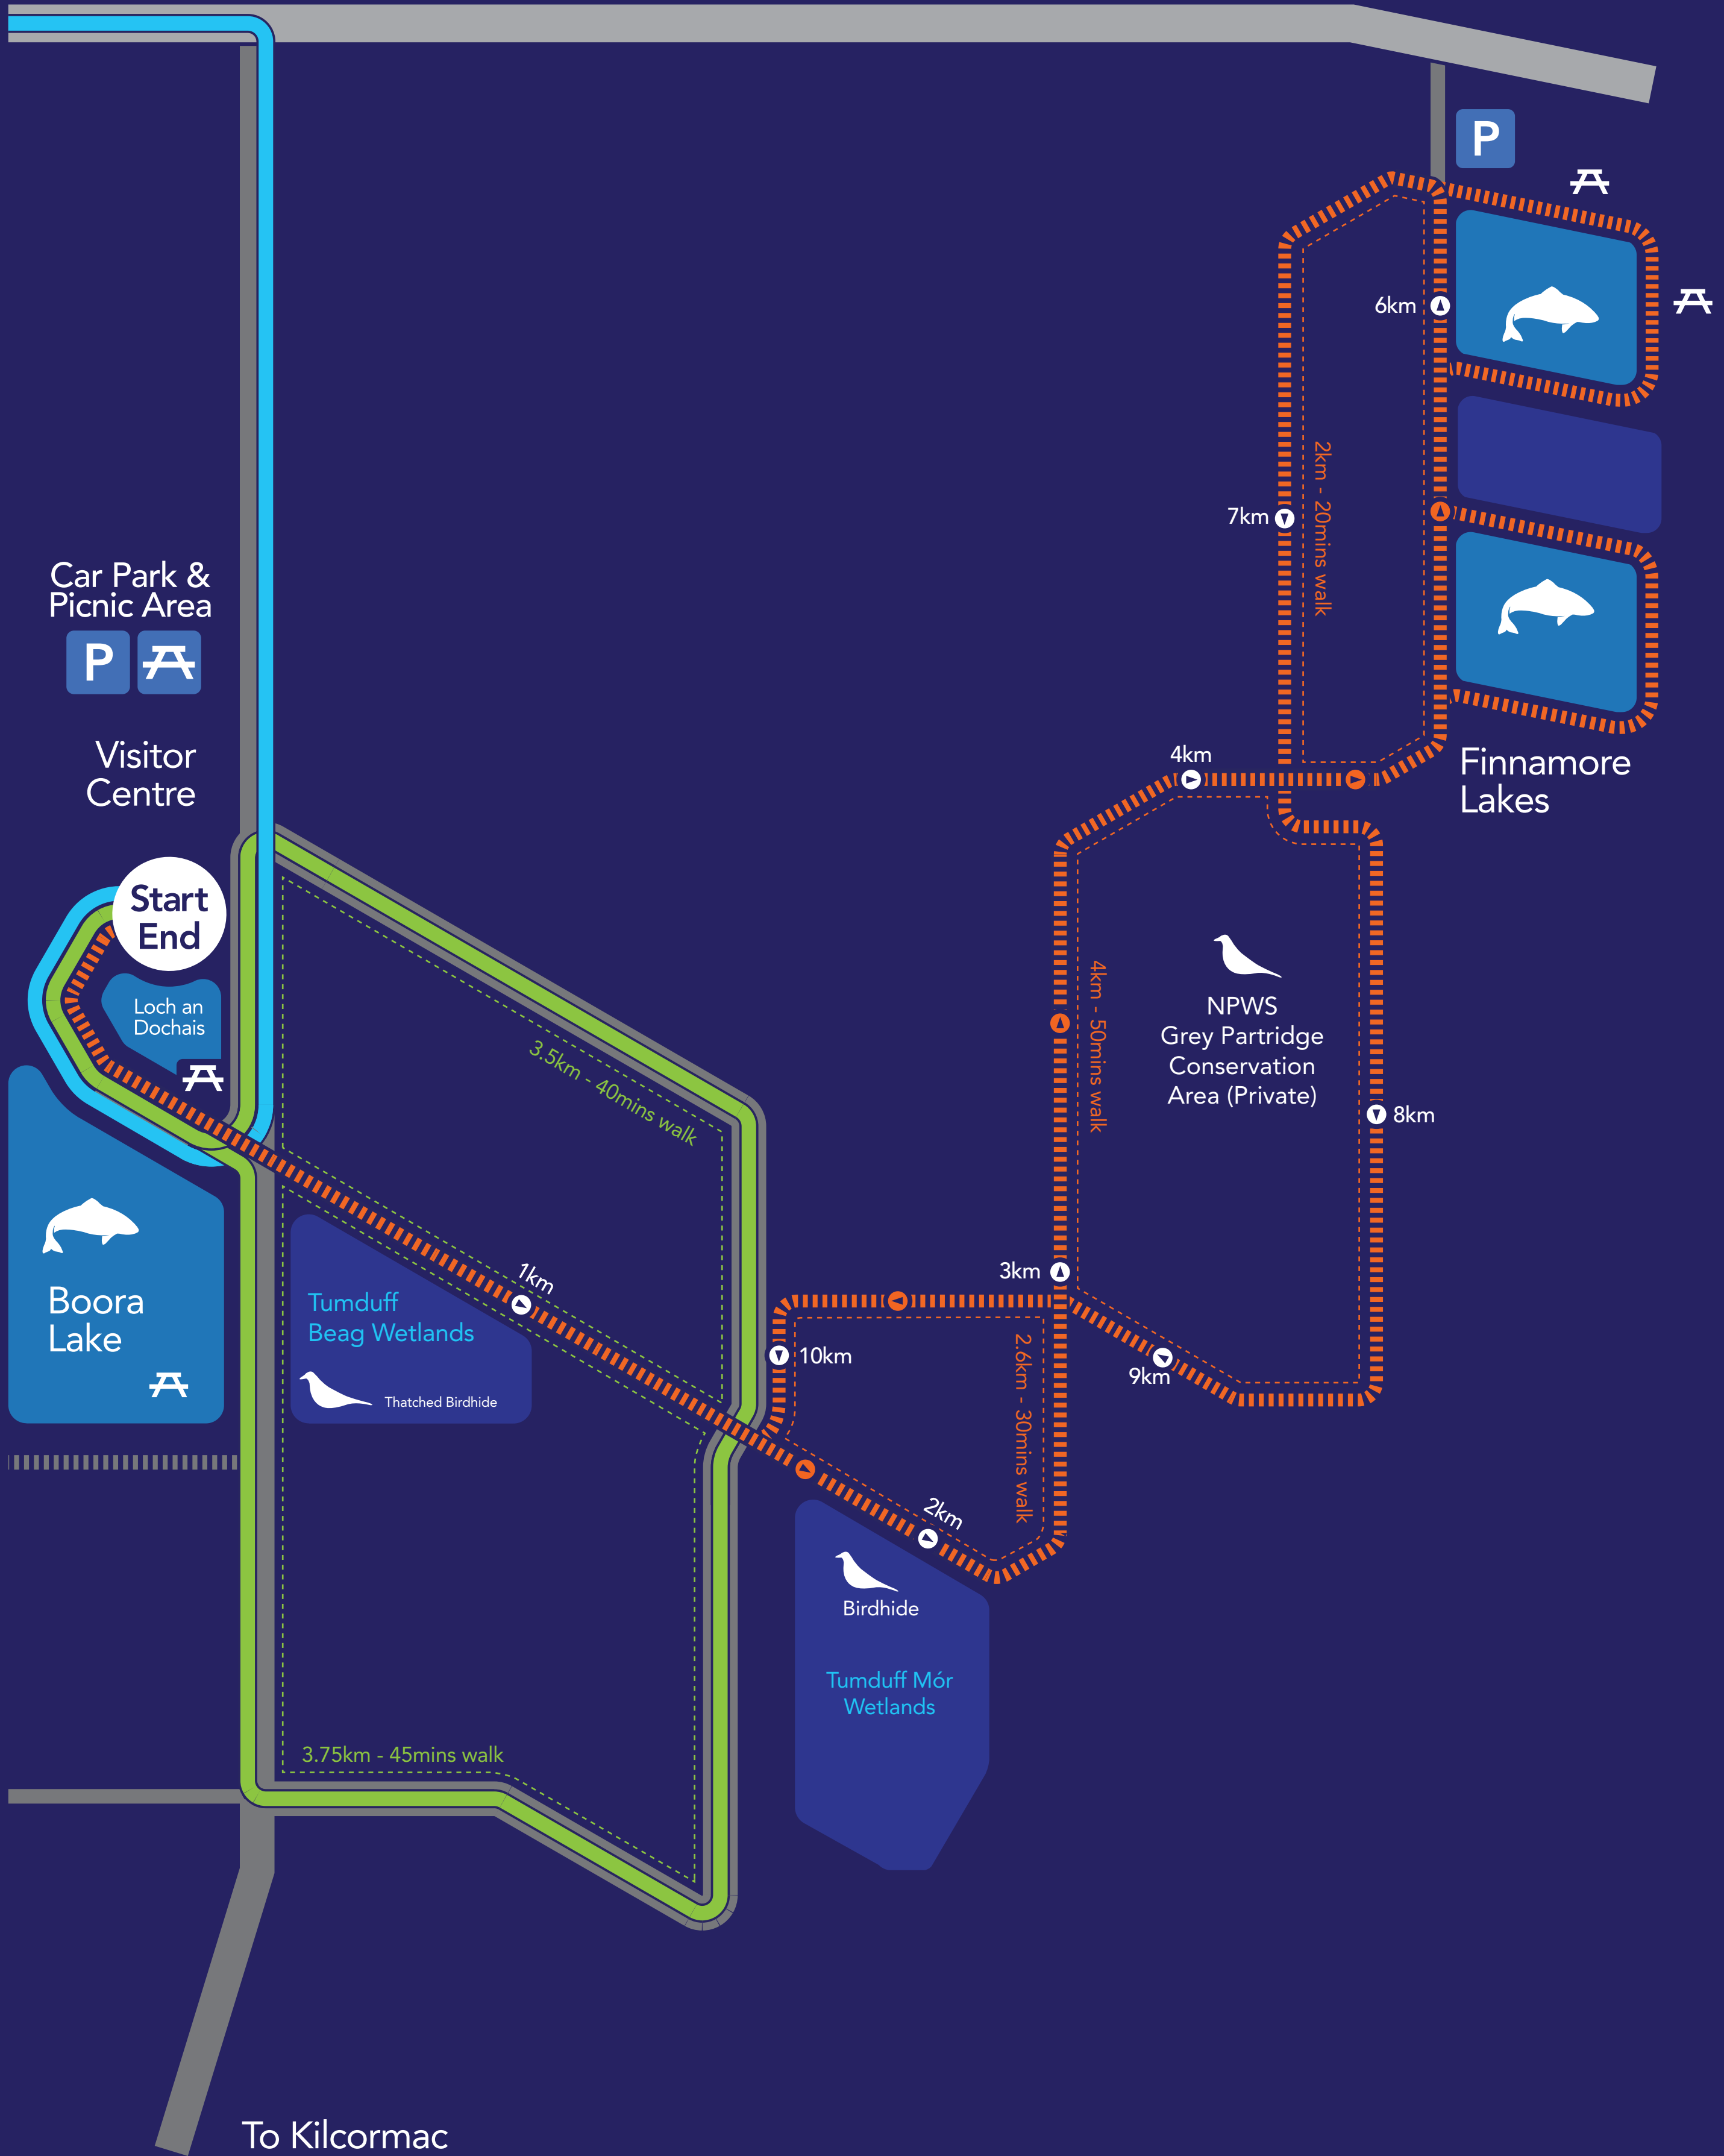 P
6km
2km - 20mins walk
7km
Car Park &
Picnic Area
P
Visitor
Centre
4km
Finnamore
Lakes
Start
End
Loch an
Dochais
3.5km - 40mins walk
4km - 50mins walk
NPWS
Grey Partridge
Conservation
Area (Private)
8km
Boora
Lake
Tumduff
Beag Wetlands
Thatched Birdhide
1km
3km
10km
9km
2.6km - 30mins walk
2km
Birdhide
Tumduff Mór
Wetlands
3.75km - 45mins walk
To Kilcormac